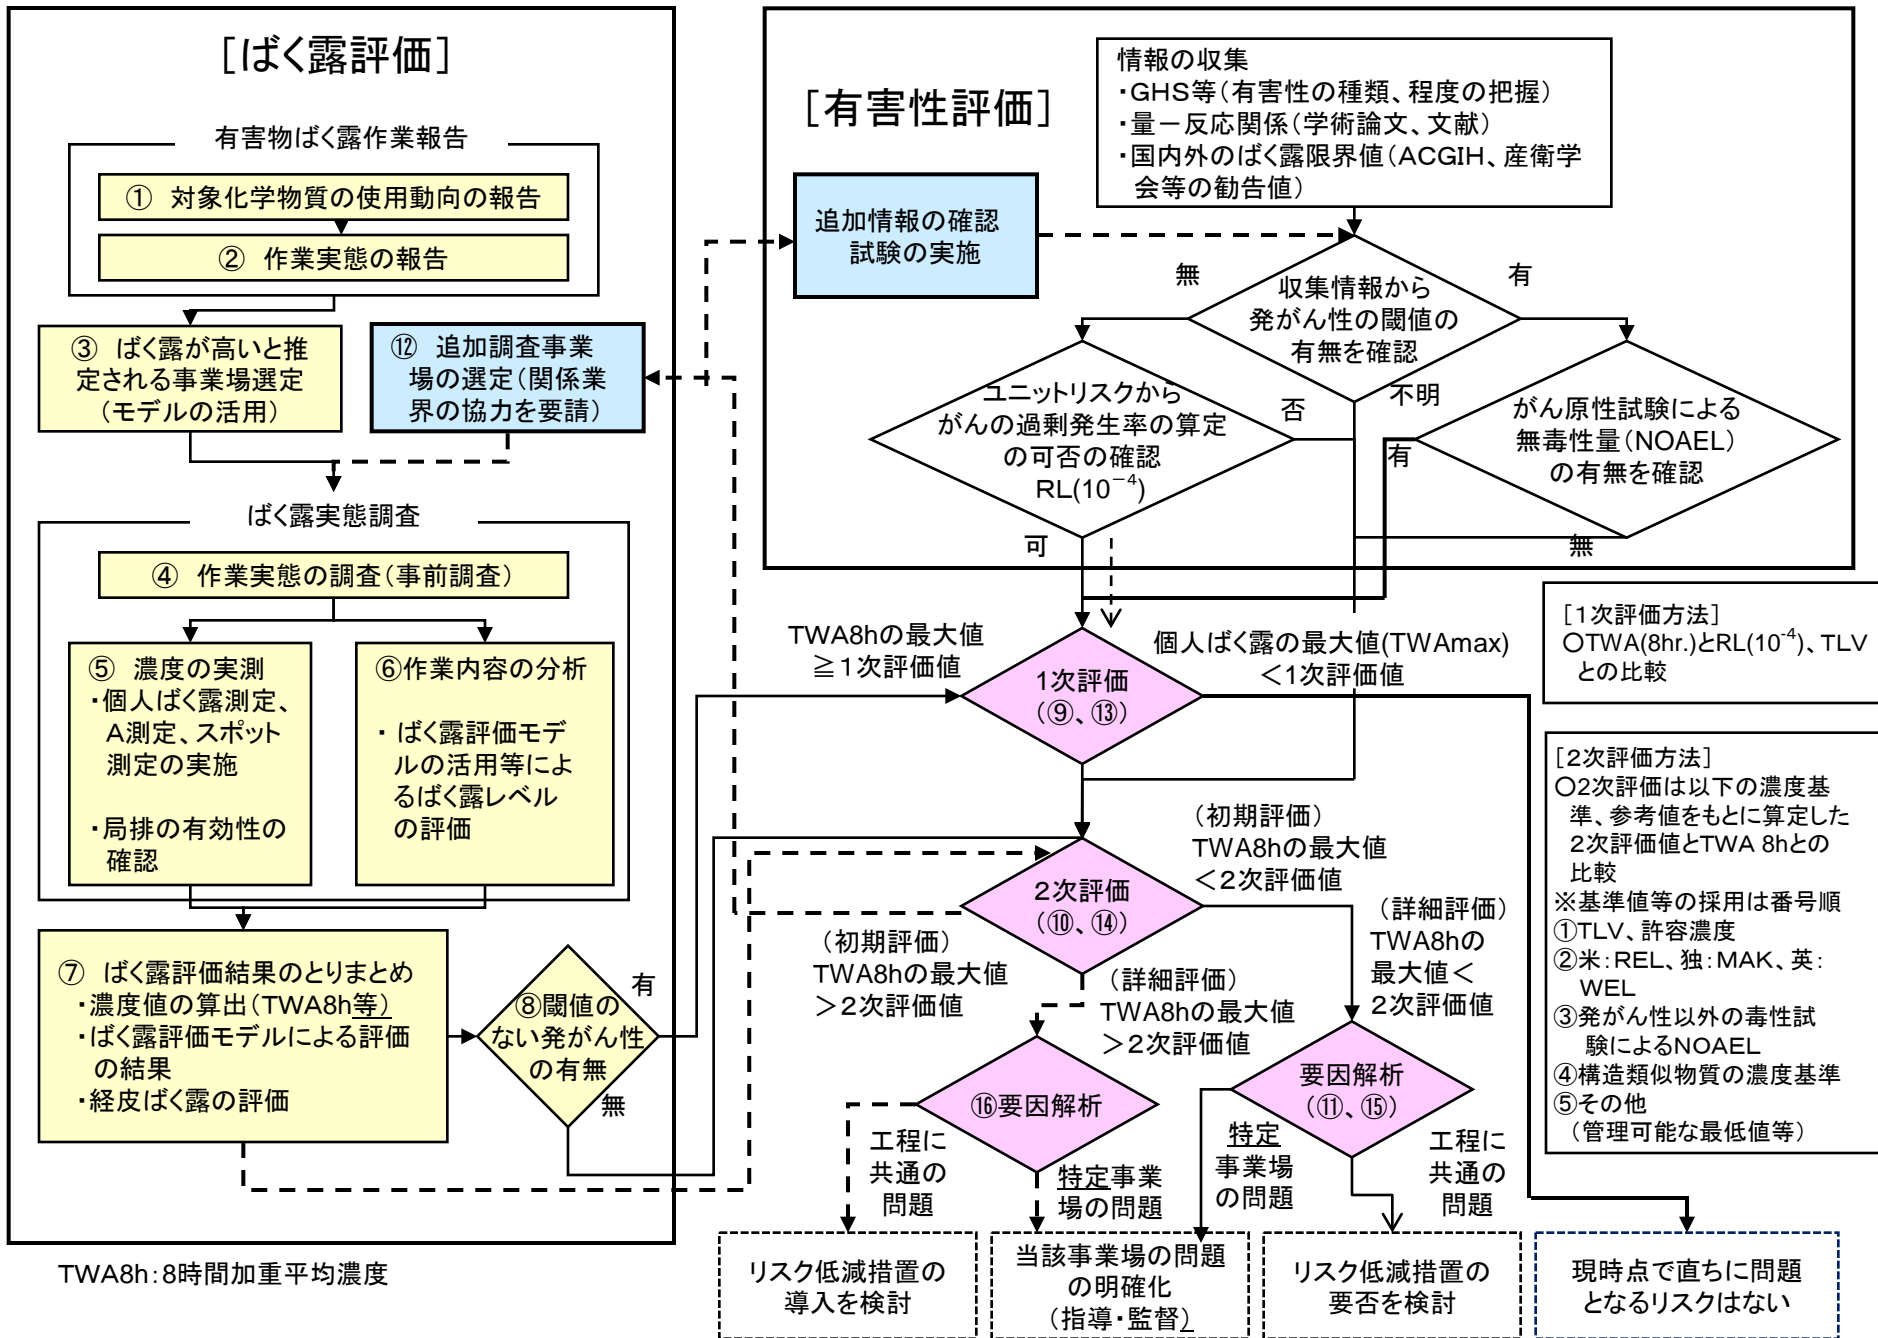 ［ばく露評価］
有害物ばく露作業報告
① 対象化学物質の使用動向の報告
② 作業実態の報告
③ ばく露が高いと推
定される事業場選定
（モデルの活用）
⑫ 追加調査事業
場の選定（関係業
界の協力を要請）
ばく露実態調査
④ 作業実態の調査（事前調査）
⑤ 濃度の実測
・個人ばく露測定、
A測定、スポット
測定の実施
・局排の有効性の
確認
⑥作業内容の分析
・ ばく露評価モデ
ルの活用等によ
るばく露レベル
の評価
⑦ ばく露評価結果のとりまとめ
・濃度値の算出（TWA8h等）
・ばく露評価モデルによる評価
の結果
・経皮ばく露の評価
⑧閾値の
ない発がん性
の有無
有
無
TWA8h：8時間加重平均濃度
［有害性評価］
情報の収集
・GHS等（有害性の種類、程度の把握）
・量－反応関係（学術論文、文献）
・国内外のばく露限界値（ACGIH、産衛学
会等の勧告値）
追加情報の確認
試験の実施
無
有
収集情報から
発がん性の閾値の
有無を確認
不明
ユニットリスクから
がんの過剰発生率の算定
の可否の確認
RL(10⁻⁴)
否
可
がん原性試験による
無毒性量（NOAEL）
の有無を確認
有
無
TWA8hの最大値
≧１次評価値
個人ばく露の最大値(TWAmax)
＜１次評価値
１次評価
（⑨、⑬）
［１次評価方法］
○TWA(8hr.)とRL(10⁻⁴)、TLV
との比較
（初期評価）
TWA8hの最大値
＜２次評価値
２次評価
（⑩、⑭）
（初期評価）
TWA8hの最大値
＞２次評価値
（詳細評価）
TWA8hの最大値
＞２次評価値
（詳細評価）
TWA8hの
最大値＜
２次評価値
［２次評価方法］
○２次評価は以下の濃度基
準、参考値をもとに算定した
２次評価値とTWA 8hとの
比較
※基準値等の採用は番号順
①TLV、許容濃度
②米：REL、独：MAK、英：
WEL
③発がん性以外の毒性試
験によるNOAEL
④構造類似物質の濃度基準
⑤その他
（管理可能な最低値等）
⑯要因解析
要因解析
（⑪、⑮）
工程に
共通の
問題
特定事業
場の問題
特定
事業場
の問題
工程に
共通の
問題
リスク低減措置の
導入を検討
当該事業場の問題
の明確化
（指導・監督）
リスク低減措置の
要否を検討
現時点で直ちに問題
となるリスクはない